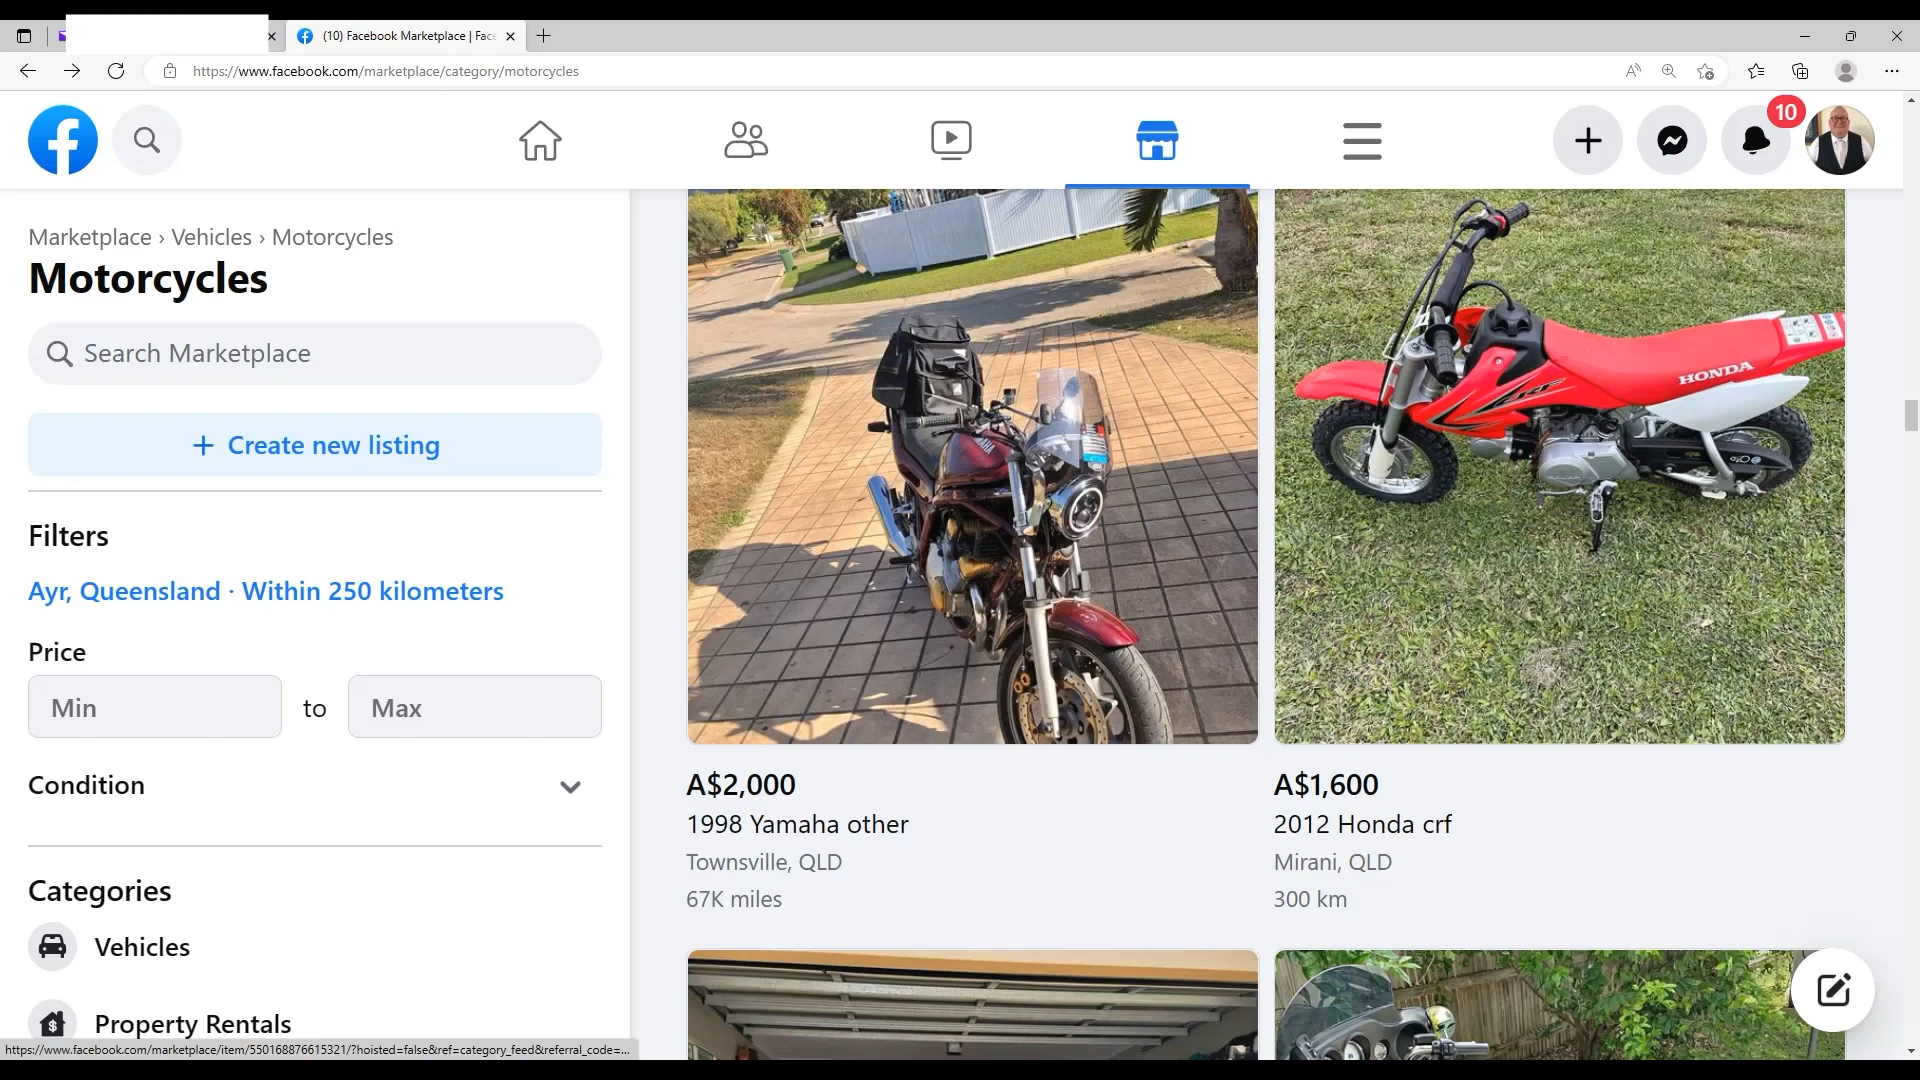 (10) Facebook Marketplace | Face
https://www.facebook.com/marketplace/category/motorcycles
10
Marketplace › Vehicles › Motorcycles
Motorcycles
Search Marketplace
+ Create new listing
Filters
Ayr, Queensland · Within 250 kilometers
Price
Min to Max
Condition
Categories
Vehicles
Property Rentals
YAMAHA
HONDA
CRF
A$2,000
1998 Yamaha other
Townsville, QLD
67K miles
A$1,600
2012 Honda crf
Mirani, QLD
300 km
https://www.facebook.com/marketplace/item/550168876615321/?hoisted=false&ref=category_feed&referral_code=...